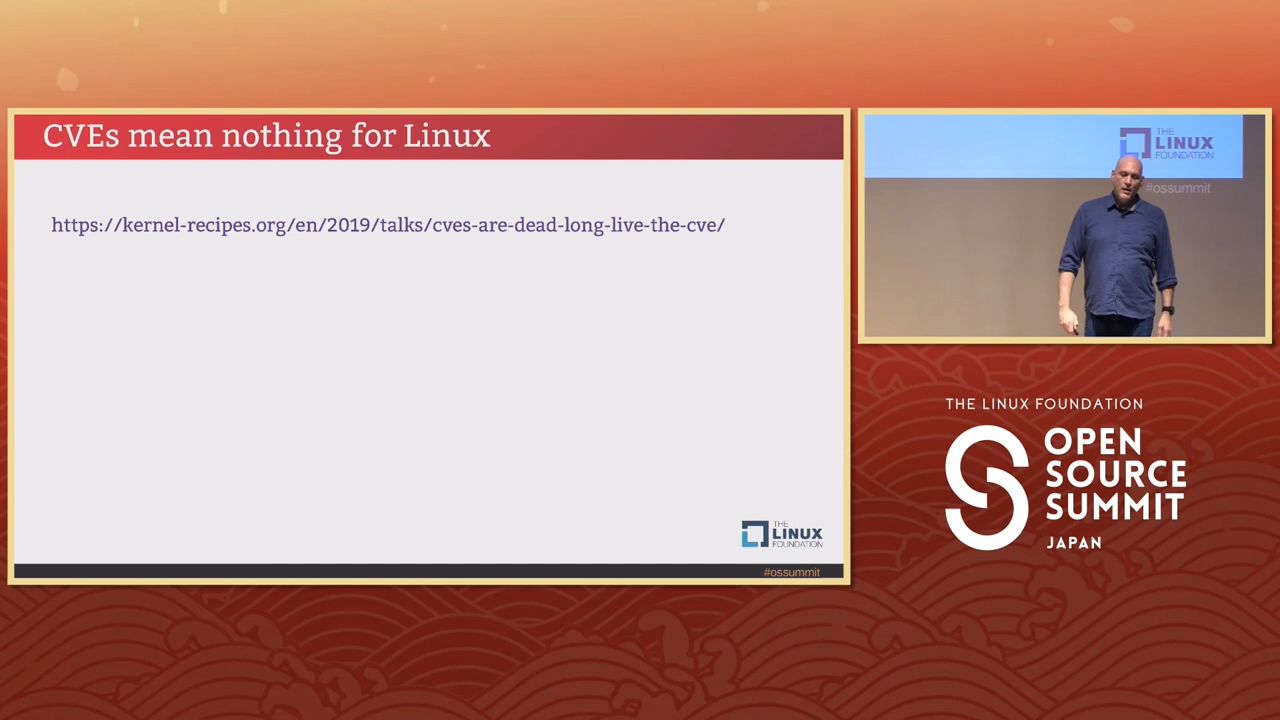 CVEs mean nothing for Linux
https://kernel-recipes.org/en/2019/talks/cves-are-dead-long-live-the-cve/
THE
LINUX
FOUNDATION
#ossummit
THE
LINUX
FOUNDATION
#ossummit
THE LINUX FOUNDATION
OPEN
SOURCE
SUMMIT
JAPAN